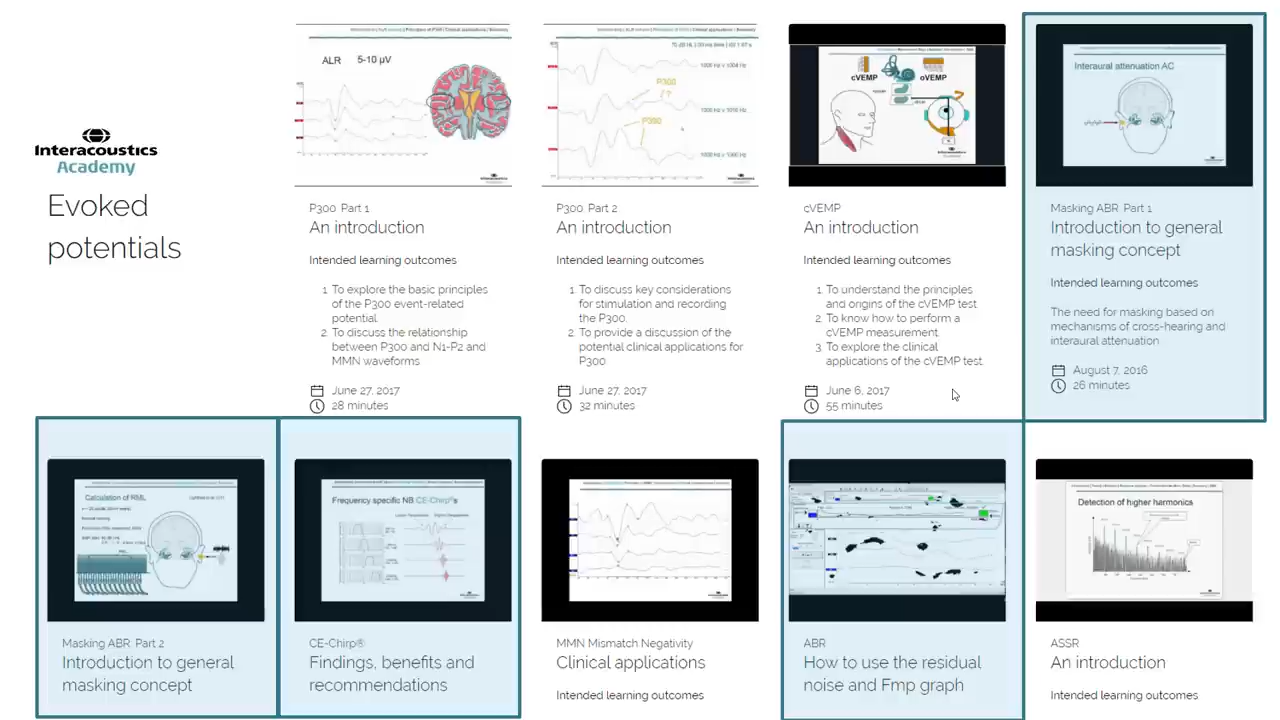 Interacoustics
Academy
Evoked
potentials
ALR
5-10 µV
P300 Part 1
An introduction
Intended learning outcomes
1. To explore the basic principles
of the P300 event-related
potential
2. To discuss the relationship
between P300 and N1-P2 and
MMN waveforms
June 27, 2017
28 minutes
P300
P300
P300 Part 2
An introduction
Intended learning outcomes
1. To discuss key considerations
for stimulation and recording
the P300.
2. To provide a discussion of the
potential clinical applications for
P300
June 27, 2017
32 minutes
cVEMP
oVEMP
cVEMP
An introduction
Intended learning outcomes
1. To understand the principles
and origins of the cVEMP test
2. To know how to perform a
cVEMP measurement
3. To explore the clinical
applications of the cVEMP test.
June 6, 2017
55 minutes
Interaural attenuation AC
Masking ABR: Part 1
Introduction to general
masking concept
Intended learning outcomes
The need for masking based on
mechanisms of cross-hearing and
interaural attenuation
August 7, 2016
26 minutes
Calculation of RML
Masking ABR: Part 2
Introduction to general
masking concept
Frequency specific NB CE-Chirp®s
CE-Chirp®
Findings, benefits and
recommendations
MMN Mismatch Negativity
Clinical applications
Intended learning outcomes
ABR
How to use the residual
noise and Fmp graph
Detection of higher harmonics
ASSR
An introduction
Intended learning outcomes